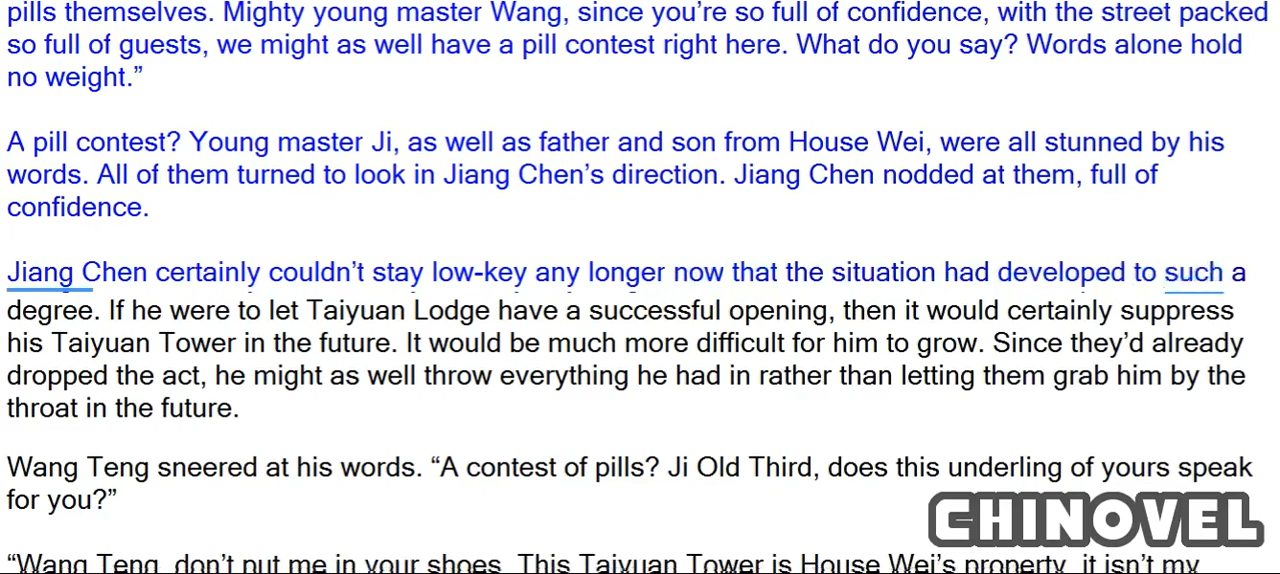 pills themselves. Mighty young master Wang, since you’re so full of confidence, with the street packed
so full of guests, we might as well have a pill contest right here. What do you say? Words alone hold
no weight.”
A pill contest? Young master Ji, as well as father and son from House Wei, were all stunned by his
words. All of them turned to look in Jiang Chen’s direction. Jiang Chen nodded at them, full of
confidence.
Jiang Chen certainly couldn’t stay low-key any longer now that the situation had developed to such a
degree. If he were to let Taiyuan Lodge have a successful opening, then it would certainly suppress
his Taiyuan Tower in the future. It would be much more difficult for him to grow. Since they’d already
dropped the act, he might as well throw everything he had in rather than letting them grab him by the
throat in the future.
Wang Teng sneered at his words. “A contest of pills? Ji Old Third, does this underling of yours speak
for you?”
CHINOVEL
“Wang Teng, don’t put me in your shoes. This Taiyuan Tower is House Wei’s property, it isn’t my